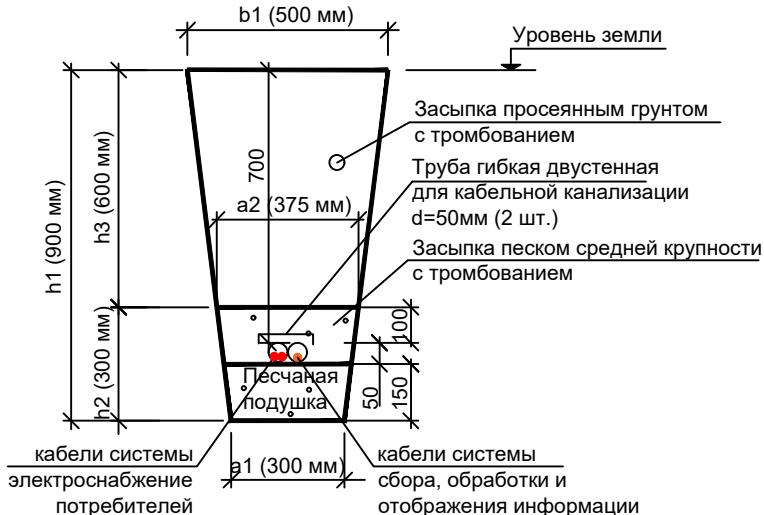 b1 (500 мм)
Уровень земли
Засыпка просеянным грунтом
с тромбованием
Труба гибкая двустенная
для кабельной канализации
d=50мм (2 шт.)
Засыпка песком средней крупности
с тромбованием
h1 (900 мм)
h3 (600 мм)
700
a2 (375 мм)
h2 (300 мм)
100
50
150
Песчаная
подушка
a1 (300 мм)
кабели системы
электроснабжение
потребителей
кабели системы
сбора, обработки и
отображения информации